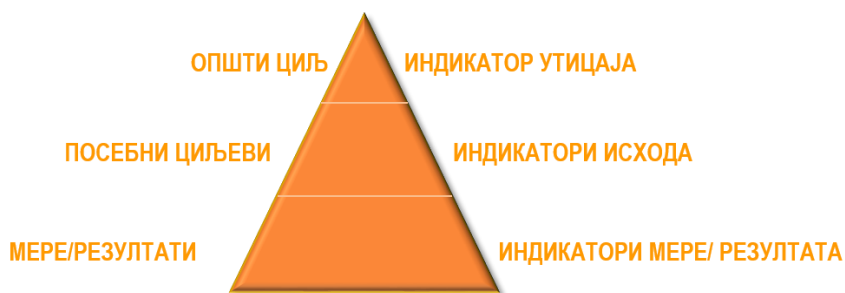 ОПШТИ ЦИЉ
ИНДИКАТОР УТИЦАЈА
ПОСЕБНИ ЦИЉЕВИ
ИНДИКАТОРИ ИСХОДА
МЕРЕ/РЕЗУЛТАТИ
ИНДИКАТОРИ МЕРЕ/ РЕЗУЛТАТА